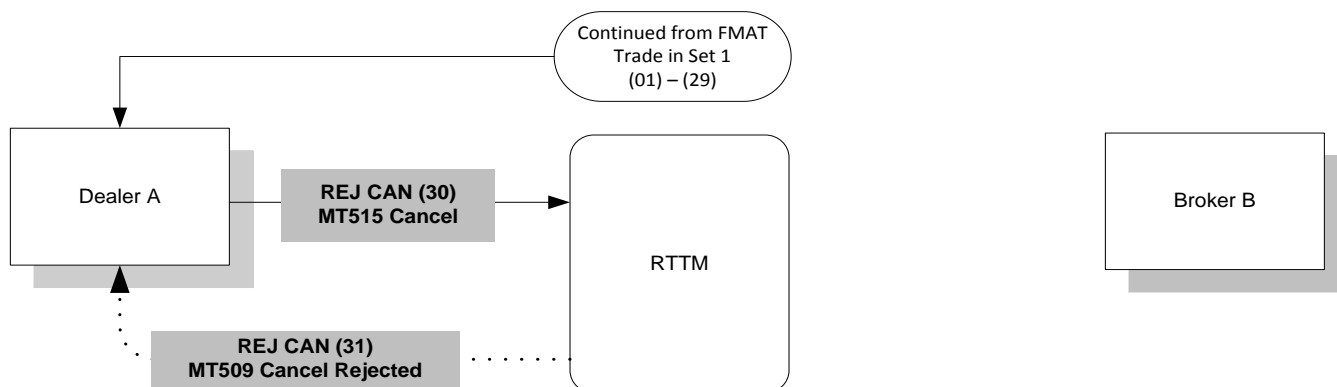 Continued from FMAT
Trade in Set 1
(01) – (29)
Dealer A
REJ CAN (30)
MT515 Cancel
RTTM
Broker B
REJ CAN (31)
MT509 Cancel Rejected